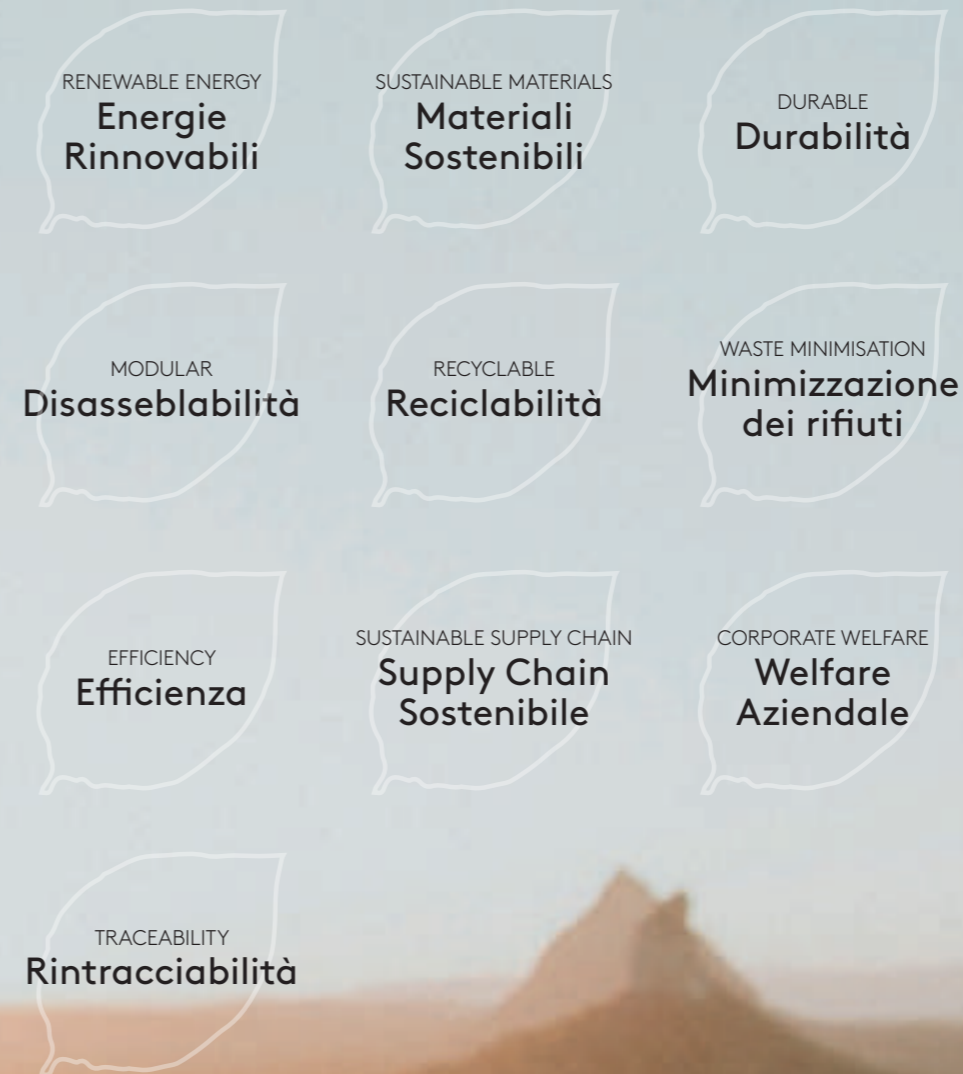 RENEWABLE ENERGY
Energie
Rinnovabili
SUSTAINABLE MATERIALS
Materiali
Sostenibili
DURABLE
Durabilità
MODULAR
Disasseblabilità
RECYCLABLE
Reciclabilità
WASTE MINIMISATION
Minimizzazione
dei rifiuti
EFFICIENCY
Efficienza
SUSTAINABLE SUPPLY CHAIN
Supply Chain
Sostenibile
CORPORATE WELFARE
Welfare
Aziendale
TRACEABILITY
Rintracciabilità